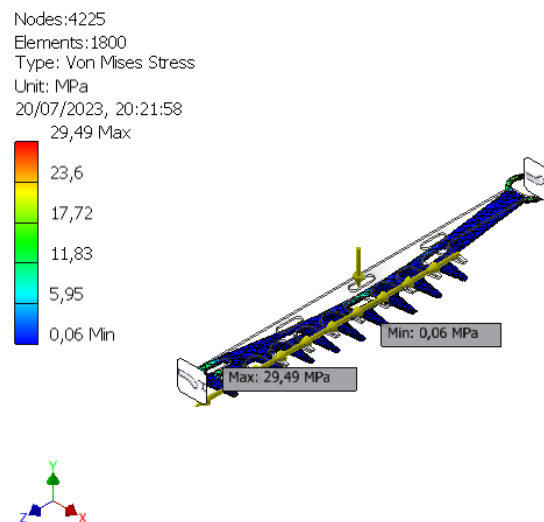 Nodes:4225
Elements:1800
Type: Von Mises Stress
Unit: MPa
20/07/2023, 20:21:58
29,49 Max
23,6
17,72
11,83
5,95
0,06 Min
Min: 0,06 MPa
Max: 29,49 MPa
Y
Z
X